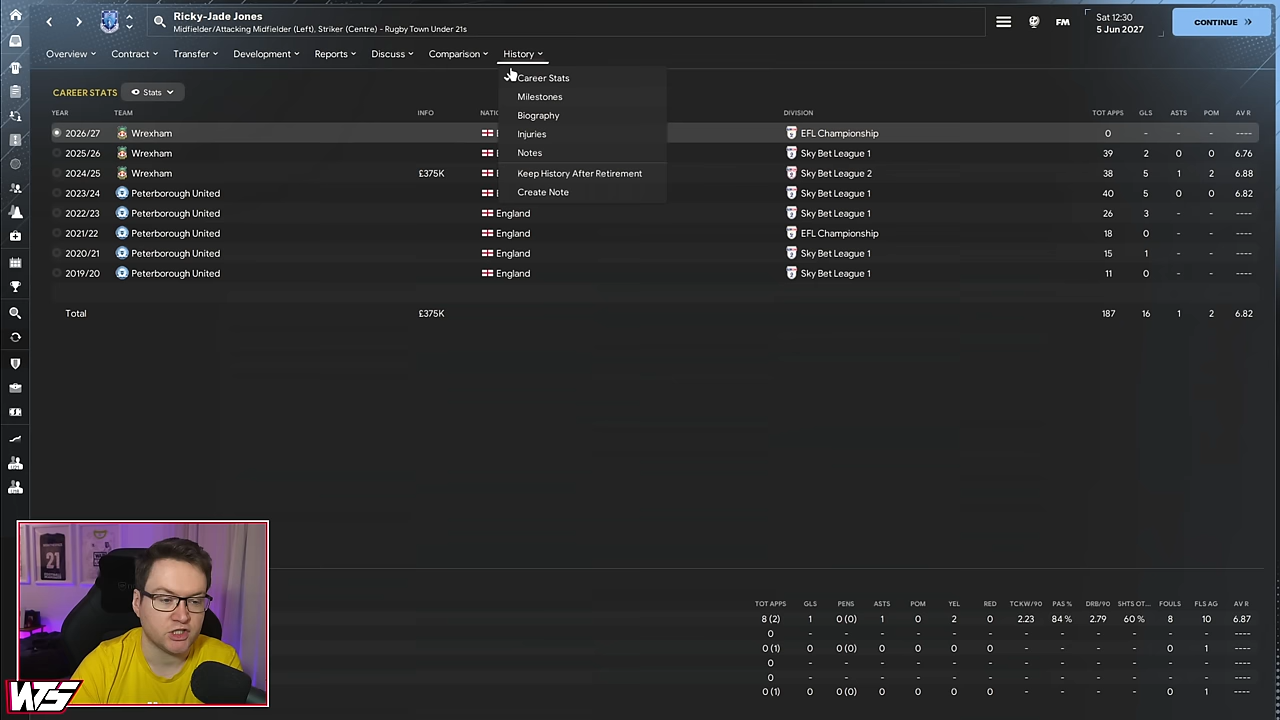 Ricky-Jade Jones
Midfielder/Attacking Midfielder (Left), Striker (Centre) - Rugby Town Under 21s
FM
Sat 12:30
5 Jun 2027
CONTINUE
Overview Contract Transfer Development Reports Discuss Comparison History
Career Stats
Milestones
Biography
Injuries
Notes
Keep History After Retirement
Create Note
CAREER STATS Stats
YEAR TEAM INFO DIVISION TOT APPS GLS ASTS POM AV R
2026/27 Wrexham EFL Championship 0 - - - ----
2025/26 Wrexham Sky Bet League 1 39 2 0 0 6.76
2024/25 Wrexham £375K Sky Bet League 2 38 5 1 2 6.88
2023/24 Peterborough United Sky Bet League 1 40 5 0 0 6.82
2022/23 Peterborough United England Sky Bet League 1 26 3 - - ----
2021/22 Peterborough United England EFL Championship 18 0 - - ----
2020/21 Peterborough United England Sky Bet League 1 15 1 - - ----
2019/20 Peterborough United England Sky Bet League 1 11 0 - - ----
Total £375K 187 16 1 2 6.82
TOT APPS GLS PENS ASTS POM YEL RED TCKW/90 PAS % DRB/90 SHTS OT... FOULS FLS AG AV R
8 (2) 1 0 (0) 1 0 2 0 2.23 84 % 2.79 60 % 8 10 6.87
0 - - - - - - - - - - - - ----
0 (1) 0 0 (0) 0 0 0 0 - - - - 0 1 ----
0 - - - - - - - - - - - - ----
0 - - - - - - - - - - - - ----
0 (1) 0 0 (0) 0 0 0 0 - - - - 0 1 ----
21
WTS